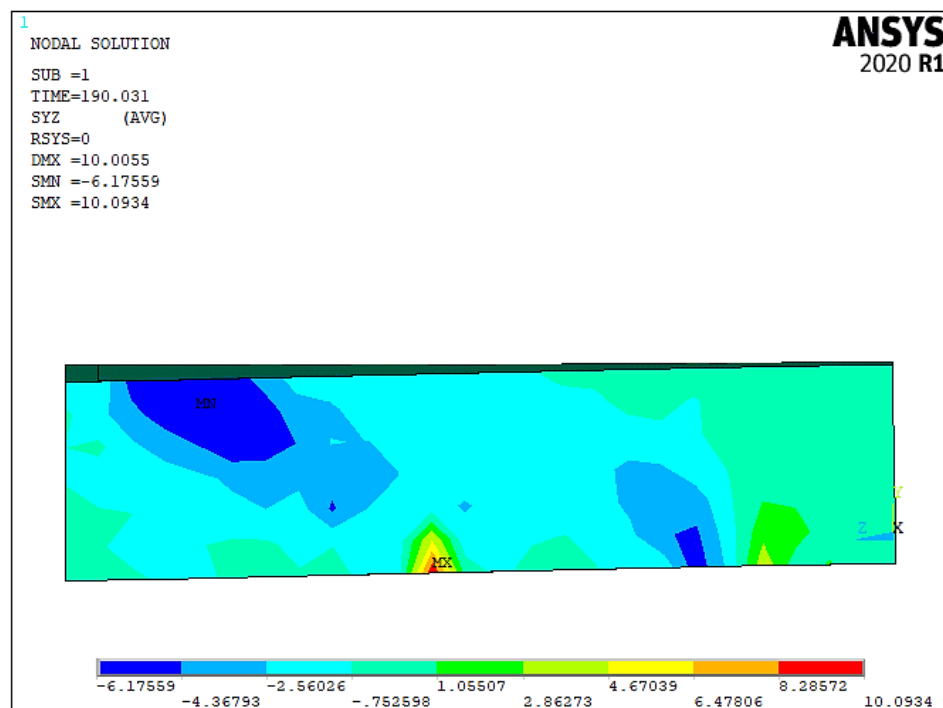 1
NODAL SOLUTION
SUB =1
TIME=190.031
SYZ (AVG)
RSYS=0
DMX =10.0055
SMN =-6.17559
SMX =10.0934
ANSYS
2020 R1
MN
MX
Y
Z X
-6.17559 -2.56026 1.05507 4.67039 8.28572
-4.36793 -.752598 2.86273 6.47806 10.0934